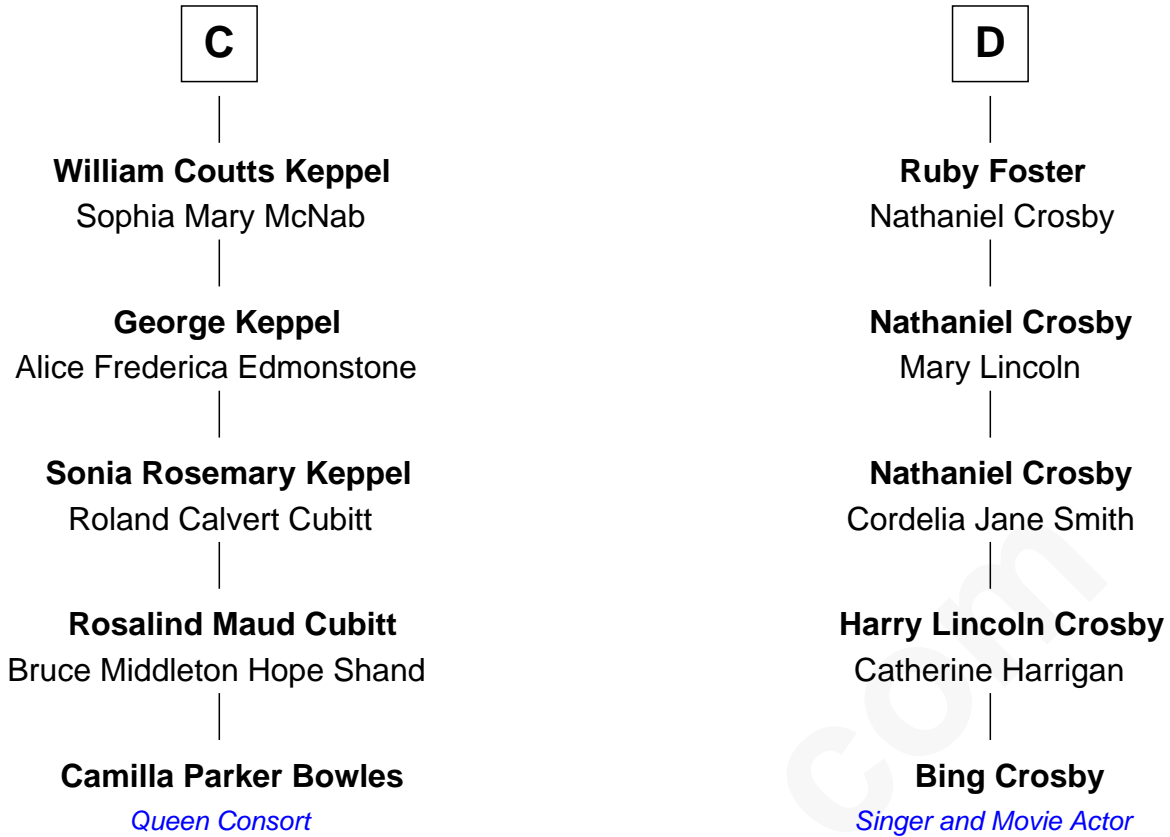 C
William Coutts Keppel
Sophia Mary McNab
George Keppel
Alice Frederica Edmonstone
Sonia Rosemary Keppel
Roland Calvert Cubitt
Rosalind Maud Cubitt
Bruce Middleton Hope Shand
Camilla Parker Bowles
Queen Consort
D
Ruby Foster
Nathaniel Crosby
Nathaniel Crosby
Mary Lincoln
Nathaniel Crosby
Cordelia Jane Smith
Harry Lincoln Crosby
Catherine Harrigan
Bing Crosby
Singer and Movie Actor
com